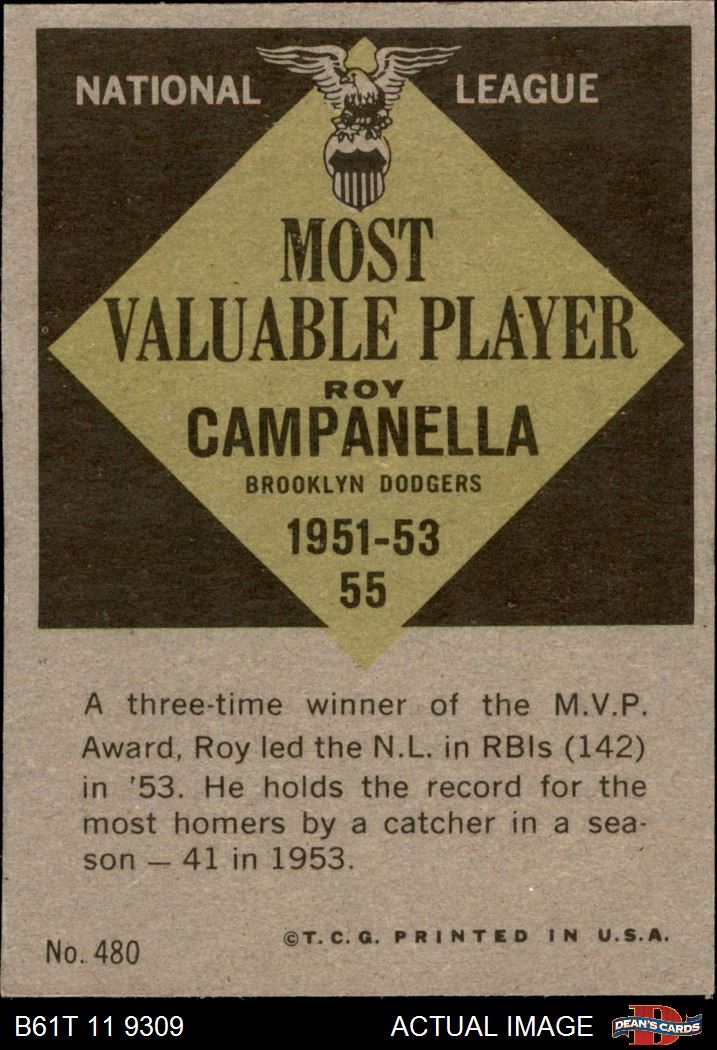 NATIONAL LEAGUE
MOST
VALUABLE PLAYER
ROY
CAMPANELLA
BROOKLYN DODGERS
1951-53
55
A three-time winner of the M.V.P.
Award, Roy led the N.L. in RBIs (142)
in '53. He holds the record for the
most homers by a catcher in a sea-
son — 41 in 1953.
No. 480
©T.C.G. PRINTED IN U.S.A.
B61T 11 9309
ACTUAL IMAGE
DEAN'S CARDS